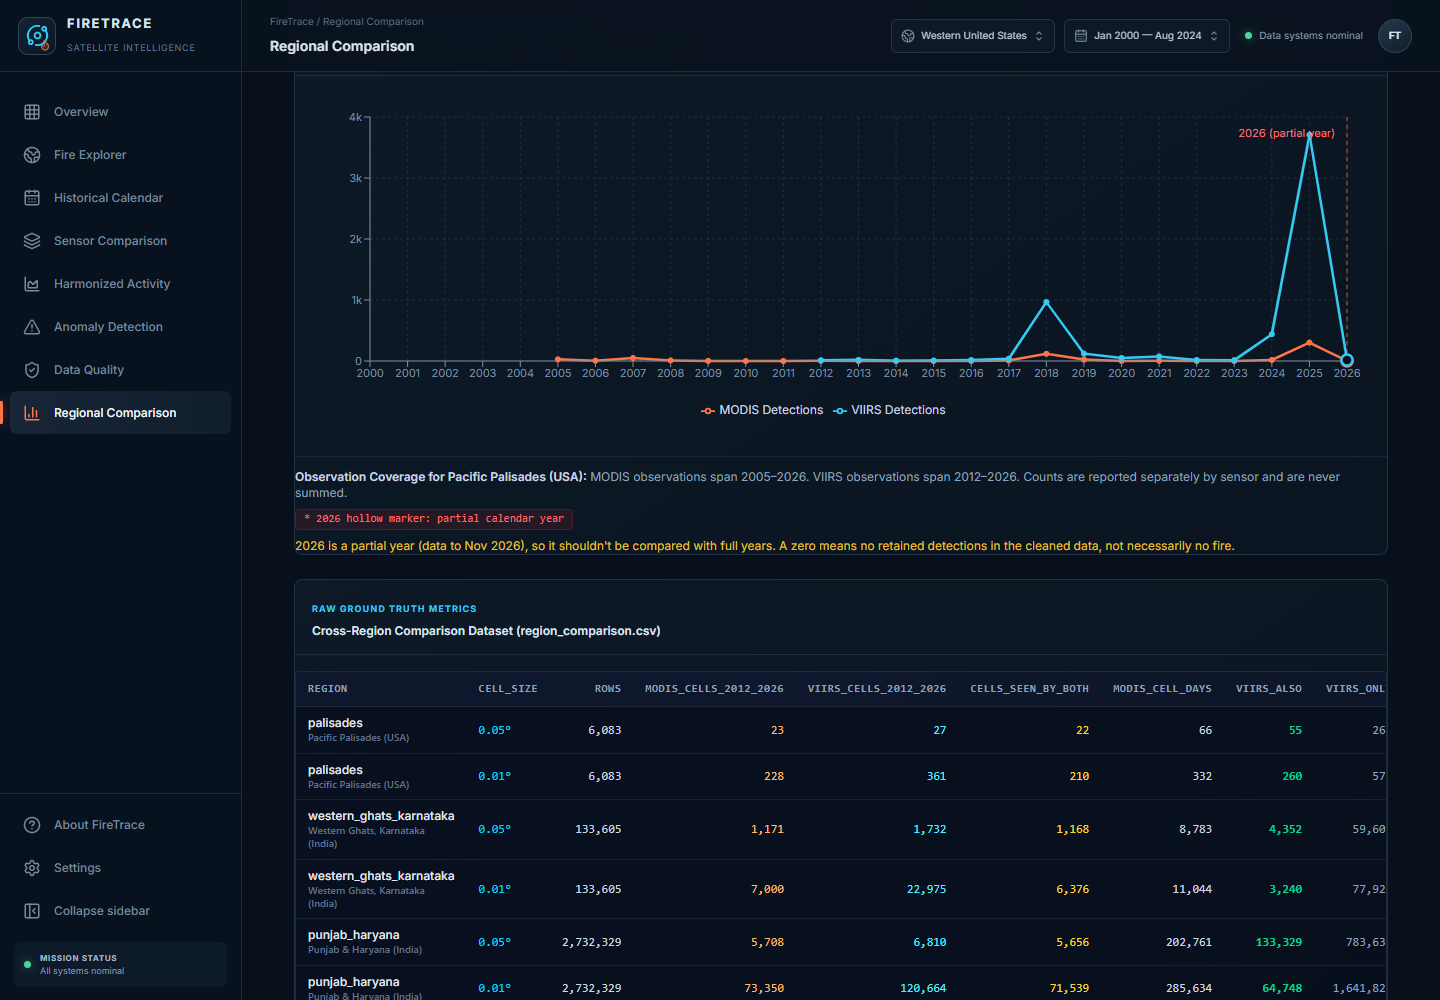 FIRETRACE
SATELLITE INTELLIGENCE
FireTrace / Regional Comparison
Regional Comparison
Western United States
Jan 2000 — Aug 2024
Data systems nominal
FT
Overview
Fire Explorer
Historical Calendar
Sensor Comparison
Harmonized Activity
Anomaly Detection
Data Quality
Regional Comparison
About FireTrace
Settings
Collapse sidebar
MISSION STATUS
All systems nominal
2026 (partial year)
4k
3k
2k
1k
0
2000 2001 2002 2003 2004 2005 2006 2007 2008 2009 2010 2011 2012 2013 2014 2015 2016 2017 2018 2019 2020 2021 2022 2023 2024 2025 2026
MODIS Detections VIIRS Detections
Observation Coverage for Pacific Palisades (USA): MODIS observations span 2005–2026. VIIRS observations span 2012–2026. Counts are reported separately by sensor and are never
summed.
* 2026 hollow marker: partial calendar year
2026 is a partial year (data to Nov 2026), so it shouldn't be compared with full years. A zero means no retained detections in the cleaned data, not necessarily no fire.
RAW GROUND TRUTH METRICS
Cross-Region Comparison Dataset (region_comparison.csv)
REGION CELL_SIZE ROWS MODIS_CELLS_2012_2026 VIIRS_CELLS_2012_2026 CELLS_SEEN_BY_BOTH MODIS_CELL_DAYS VIIRS_ALSO VIIRS_ONL
palisades 0.05° 6,083 23 27 22 66 55 26
Pacific Palisades (USA)
palisades 0.01° 6,083 228 361 210 332 260 57
Pacific Palisades (USA)
western_ghats_karnataka 0.05° 133,605 1,171 1,732 1,168 8,783 4,352 59,60
Western Ghats, Karnataka
(India)
western_ghats_karnataka 0.01° 133,605 7,000 22,975 6,376 11,044 3,240 77,92
Western Ghats, Karnataka
(India)
punjab_haryana 0.05° 2,732,329 5,708 6,810 5,656 202,761 133,329 783,63
Punjab & Haryana (India)
punjab_haryana 0.01° 2,732,329 73,350 120,664 71,539 285,634 64,748 1,641,82
Punjab & Haryana (India)